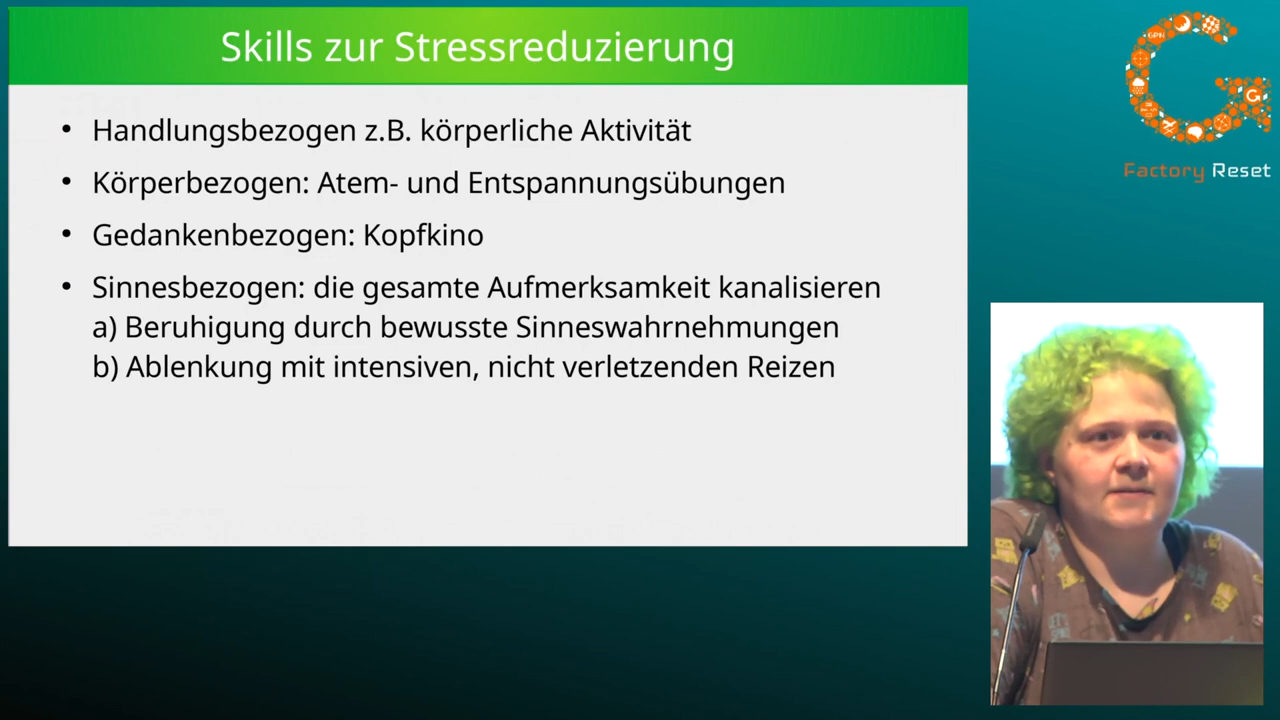 Skills zur Stressreduzierung
• Handlungsbezogen z.B. körperliche Aktivität
• Körperbezogen: Atem- und Entspannungsübungen
• Gedankenbezogen: Kopfkino
• Sinnesbezogen: die gesamte Aufmerksamkeit kanalisieren
a) Beruhigung durch bewusste Sinneswahrnehmungen
b) Ablenkung mit intensiven, nicht verletzenden Reizen
GPN
G
Factory Reset